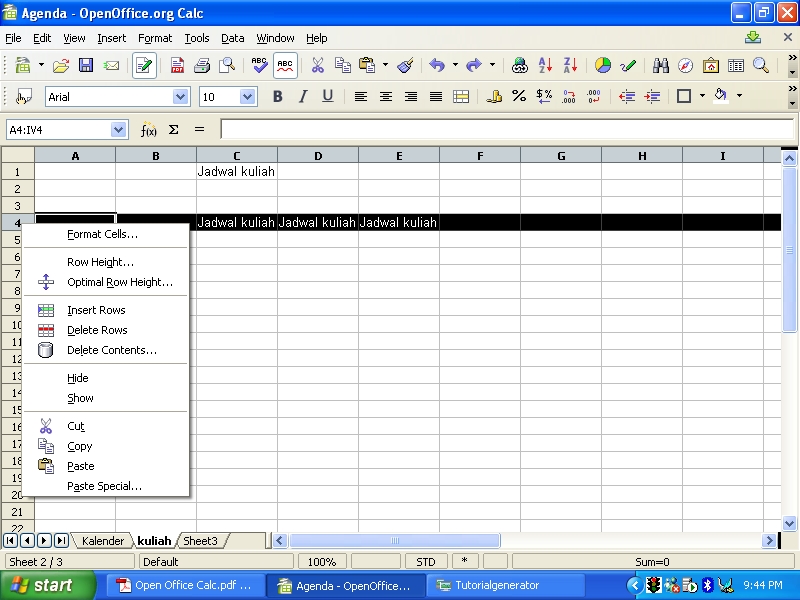 Agenda - OpenOffice.org Calc
File Edit View Insert Format Tools Data Window Help
Arial 10 B I U
A4:IV4 f(x) Σ =
A B C D E F G H I
1 Jadwal kuliah
2
3
4 Jadwal kuliah Jadwal kuliah Jadwal kuliah
5
6
7
8
9
10
11
12
13
14
15
16
17
18
19
20
21
22
Format Cells...
Row Height...
Optimal Row Height...
Insert Rows
Delete Rows
Delete Contents...
Hide
Show
Cut
Copy
Paste
Paste Special...
Kalender kuliah Sheet3
Sheet 2 / 3 Default 100% STD * Sum=0
start Open Office Calc.pdf ... Agenda - OpenOffice... Tutorialgenerator 9:44 PM